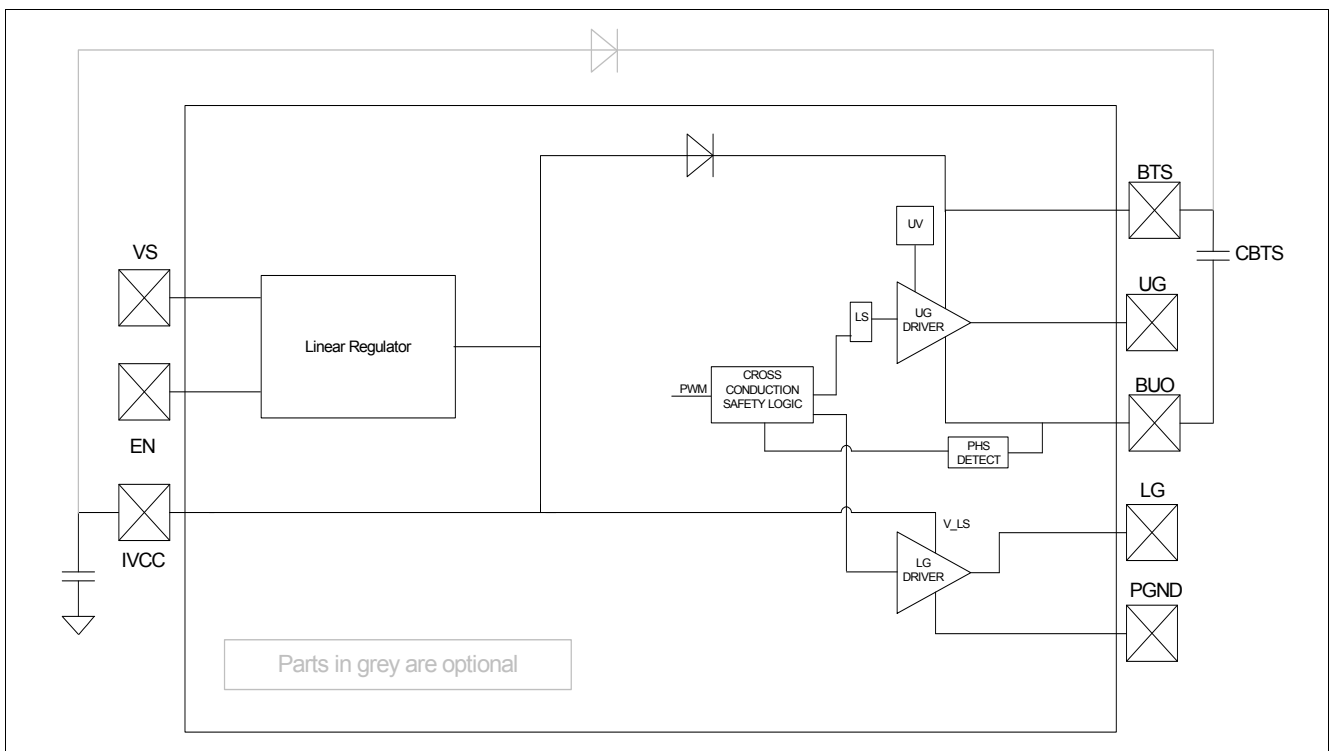 BTS
UV
CBTS
VS
UG
LS
UG
DRIVER
Linear Regulator
CROSS
CONDUCTION
SAFETY LOGIC
PWM
BUO
PHS
DETECT
EN
LG
V_LS
IVCC
LG
DRIVER
PGND
Parts in grey are optional